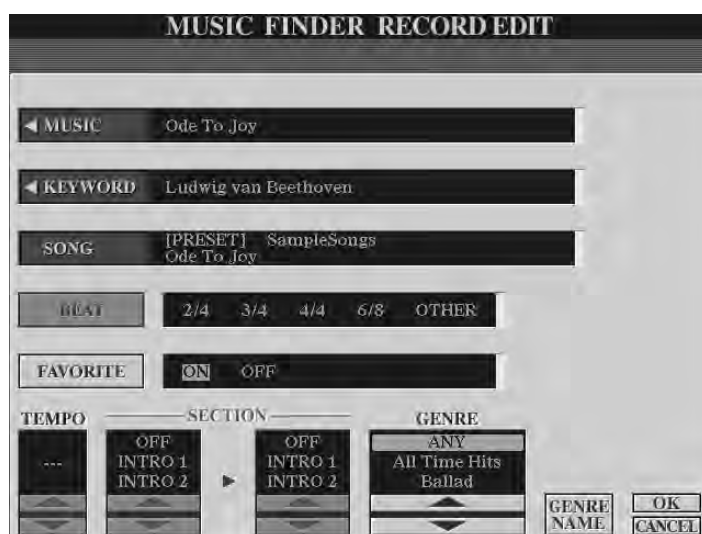 MUSIC FINDER RECORD EDIT
◀ MUSIC Ode To Joy
◀ KEYWORD Ludwig van Beethoven
SONG [PRESET] SampleSongs
Ode To Joy
BEAT 2/4 3/4 4/4 6/8 OTHER
FAVORITE ON OFF
TEMPO SECTION GENRE
--- OFF ▶ OFF ANY
INTRO 1 INTRO 1 All Time Hits
INTRO 2 INTRO 2 Ballad
GENRE NAME OK
CANCEL